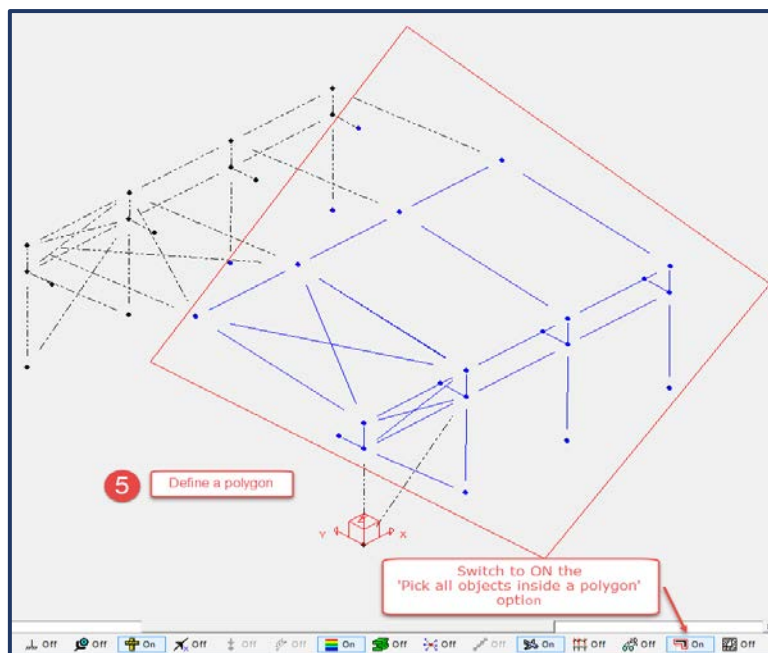 5
Define a polygon
Z
Y
X
Switch to ON the
'Pick all objects inside a polygon'
option
Off Off On Off Off Off On Off Off Off On Off Off On Off